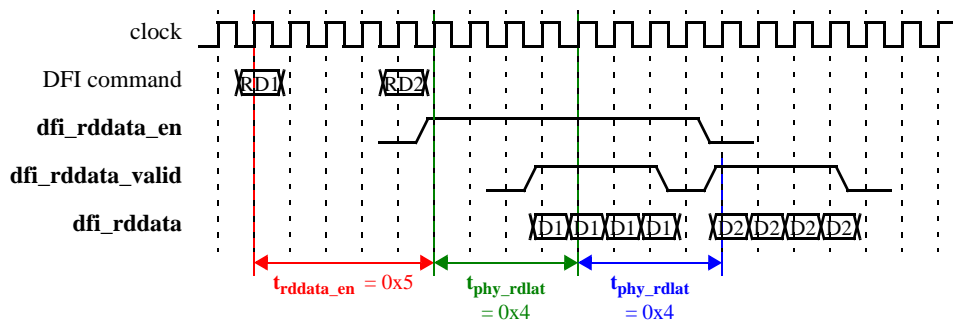 clock
DFI command RD1 RD2
dfi_rddata_en
dfi_rddata_valid
dfi_rddata D1 D1 D1 D1 D2 D2 D2 D2
trddata_en = 0x5 tphy_rdlat tphy_rdlat
= 0x4 = 0x4